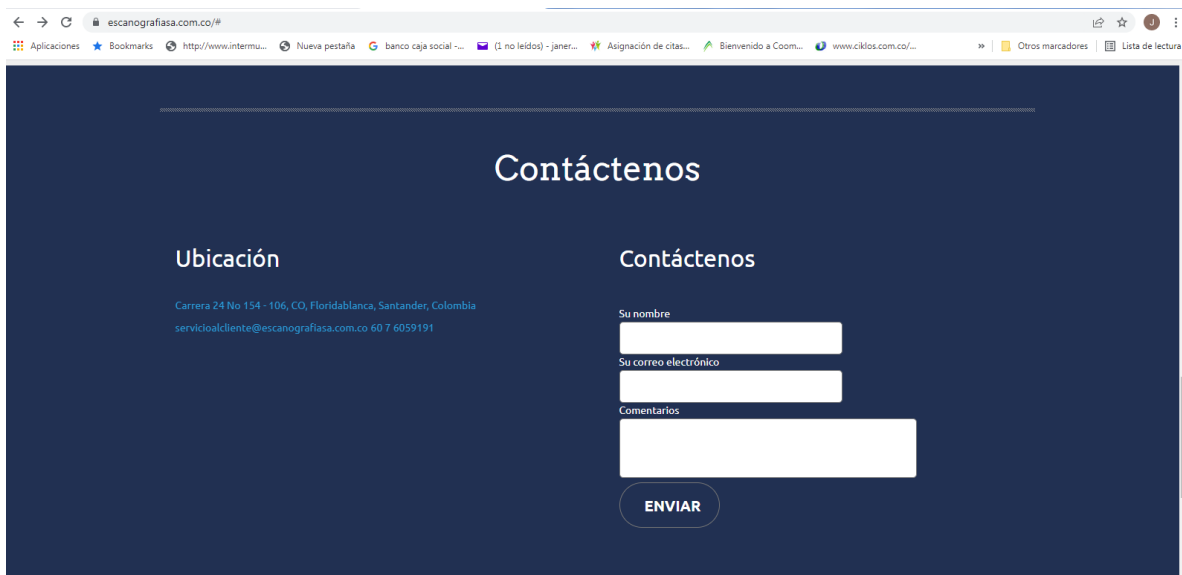 escanografiasa.com.co/#
J
Aplicaciones Bookmarks http://www.intermu... Nueva pestaña banco caja social -... (1 no leídos) - janer... Asignación de citas... Bienvenido a Coom... www.ciklos.com.co/... » Otros marcadores Lista de lectura
Contáctenos
Ubicación
Carrera 24 No 154 - 106, CO, Floridablanca, Santander, Colombia
servicioalcliente@escanografiasa.com.co 60 7 6059191
Contáctenos
Su nombre
Su correo electrónico
Comentarios
ENVIAR